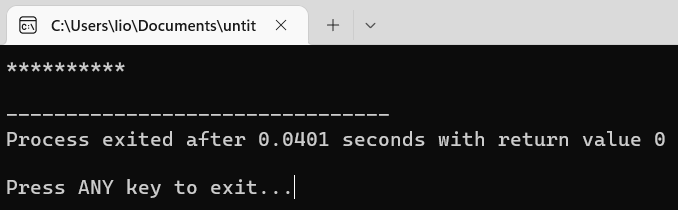 C:\Users\lio\Documents\untit
**********
--------------------------------
Process exited after 0.0401 seconds with return value 0
Press ANY key to exit...